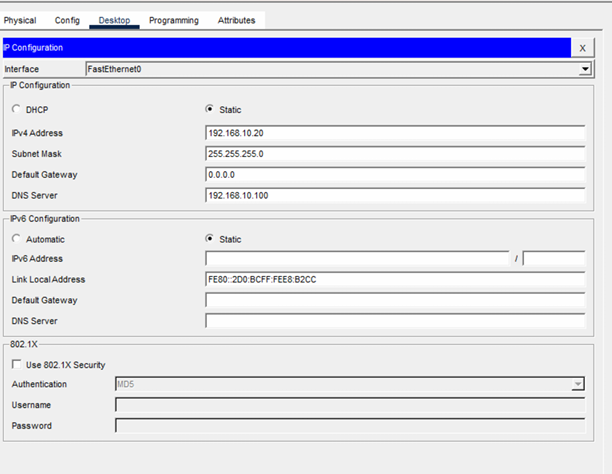 Physical Config Desktop Programming Attributes
IP Configuration X
Interface FastEthernet0
IP Configuration
DHCP Static
IPv4 Address 192.168.10.20
Subnet Mask 255.255.255.0
Default Gateway 0.0.0.0
DNS Server 192.168.10.100
IPv6 Configuration
Automatic Static
IPv6 Address /
Link Local Address FE80::2D0:BCFF:FEE8:B2CC
Default Gateway
DNS Server
802.1X
Use 802.1X Security
Authentication MD5
Username
Password